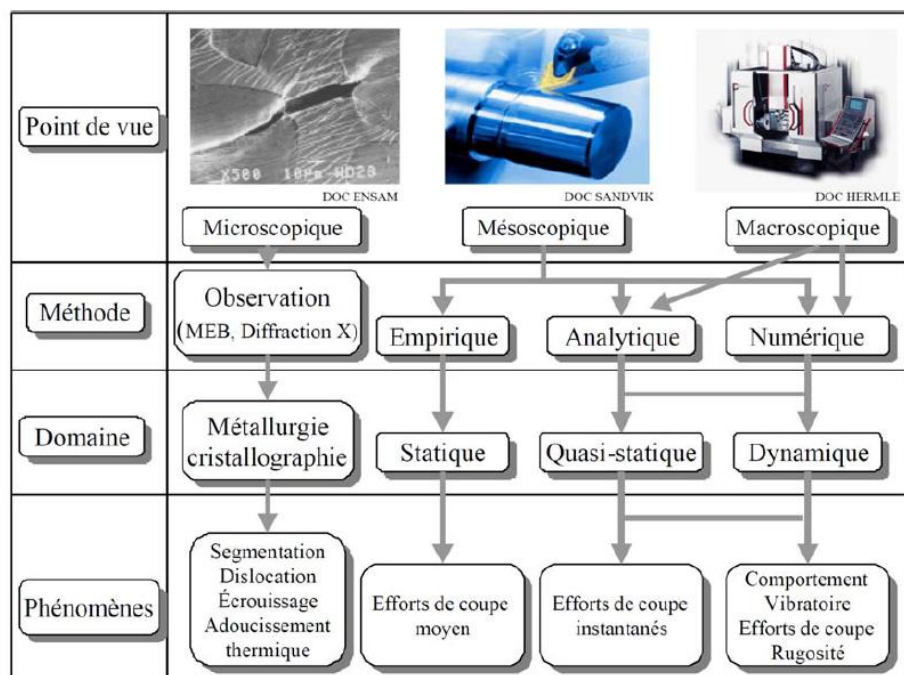 Point de vue
X500 10µm WD28
DOC ENSAM
DOC SANDVIK
DOC HERMLE
Microscopique
Mésoscopique
Macroscopique
Méthode
Observation
(MEB, Diffraction X)
Empirique
Analytique
Numérique
Domaine
Métallurgie
cristallographie
Statique
Quasi-statique
Dynamique
Phénomènes
Segmentation
Dislocation
Écrouissage
Adoucissement
thermique
Efforts de coupe
moyen
Efforts de coupe
instantanés
Comportement
Vibratoire
Efforts de coupe
Rugosité